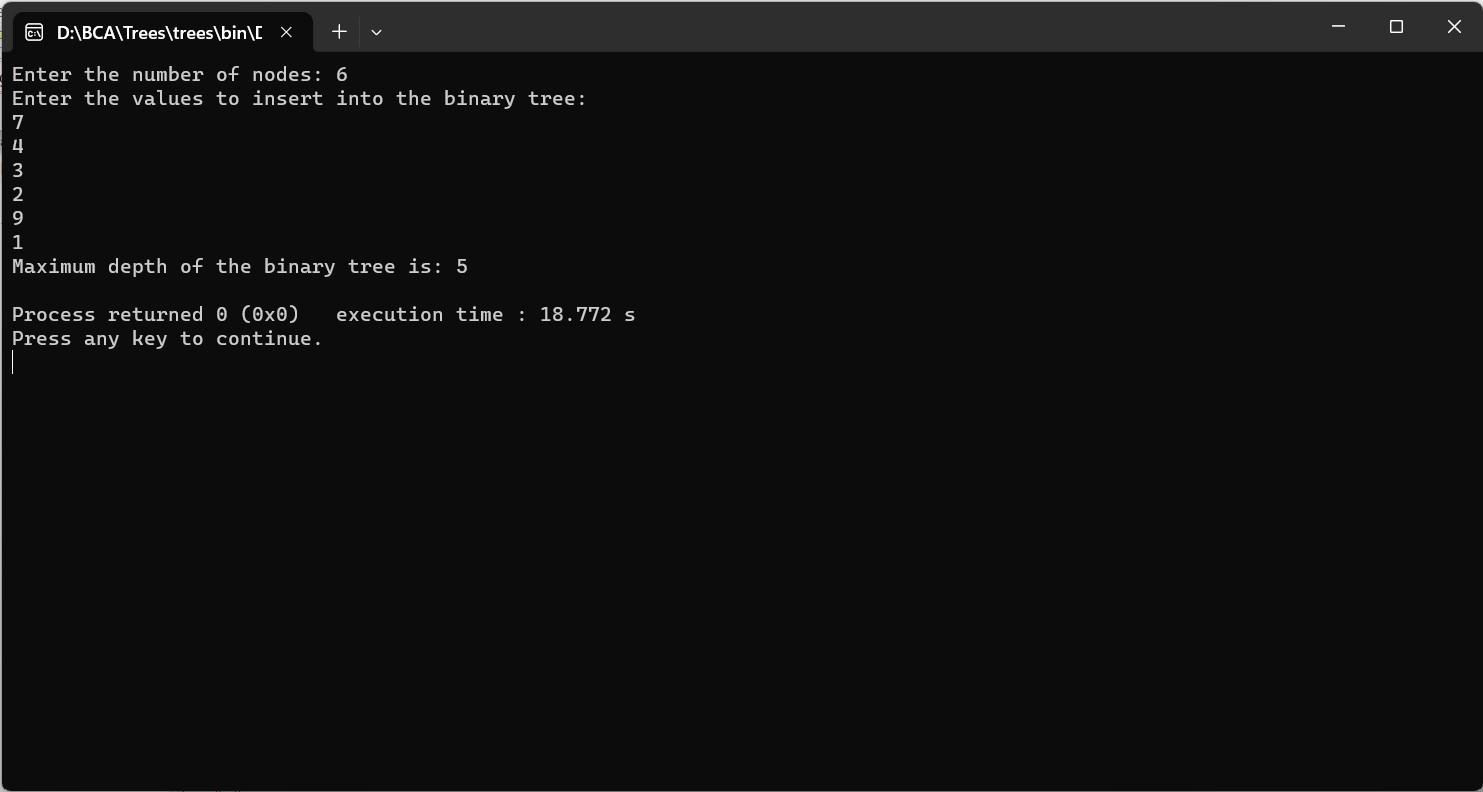 D:\BCA\Trees\trees\bin\D
Enter the number of nodes: 6
Enter the values to insert into the binary tree:
7
4
3
2
9
1
Maximum depth of the binary tree is: 5
Process returned 0 (0x0)   execution time : 18.772 s
Press any key to continue.